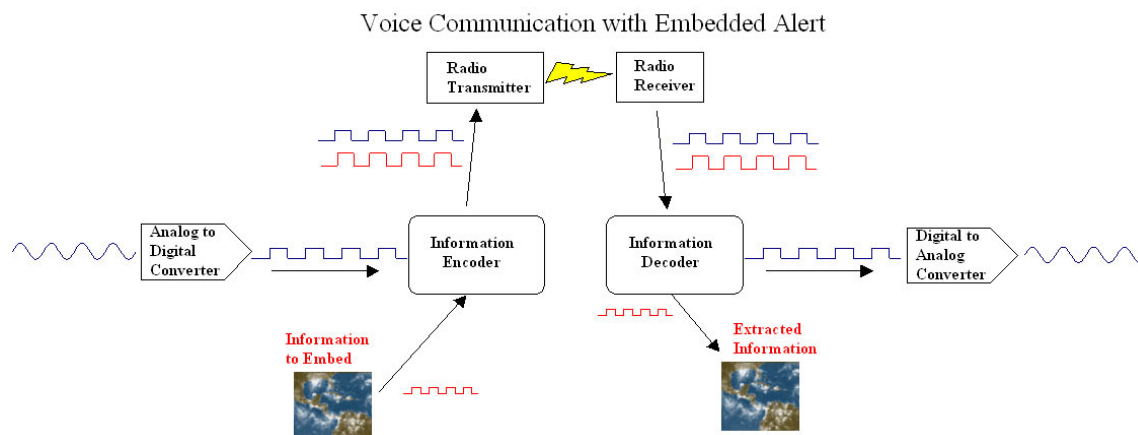 Voice Communication with Embedded Alert
Radio
Transmitter
Radio
Receiver
Analog to
Digital
Converter
Information
Encoder
Information
Decoder
Digital to
Analog
Converter
Information
to Embed
Extracted
Information